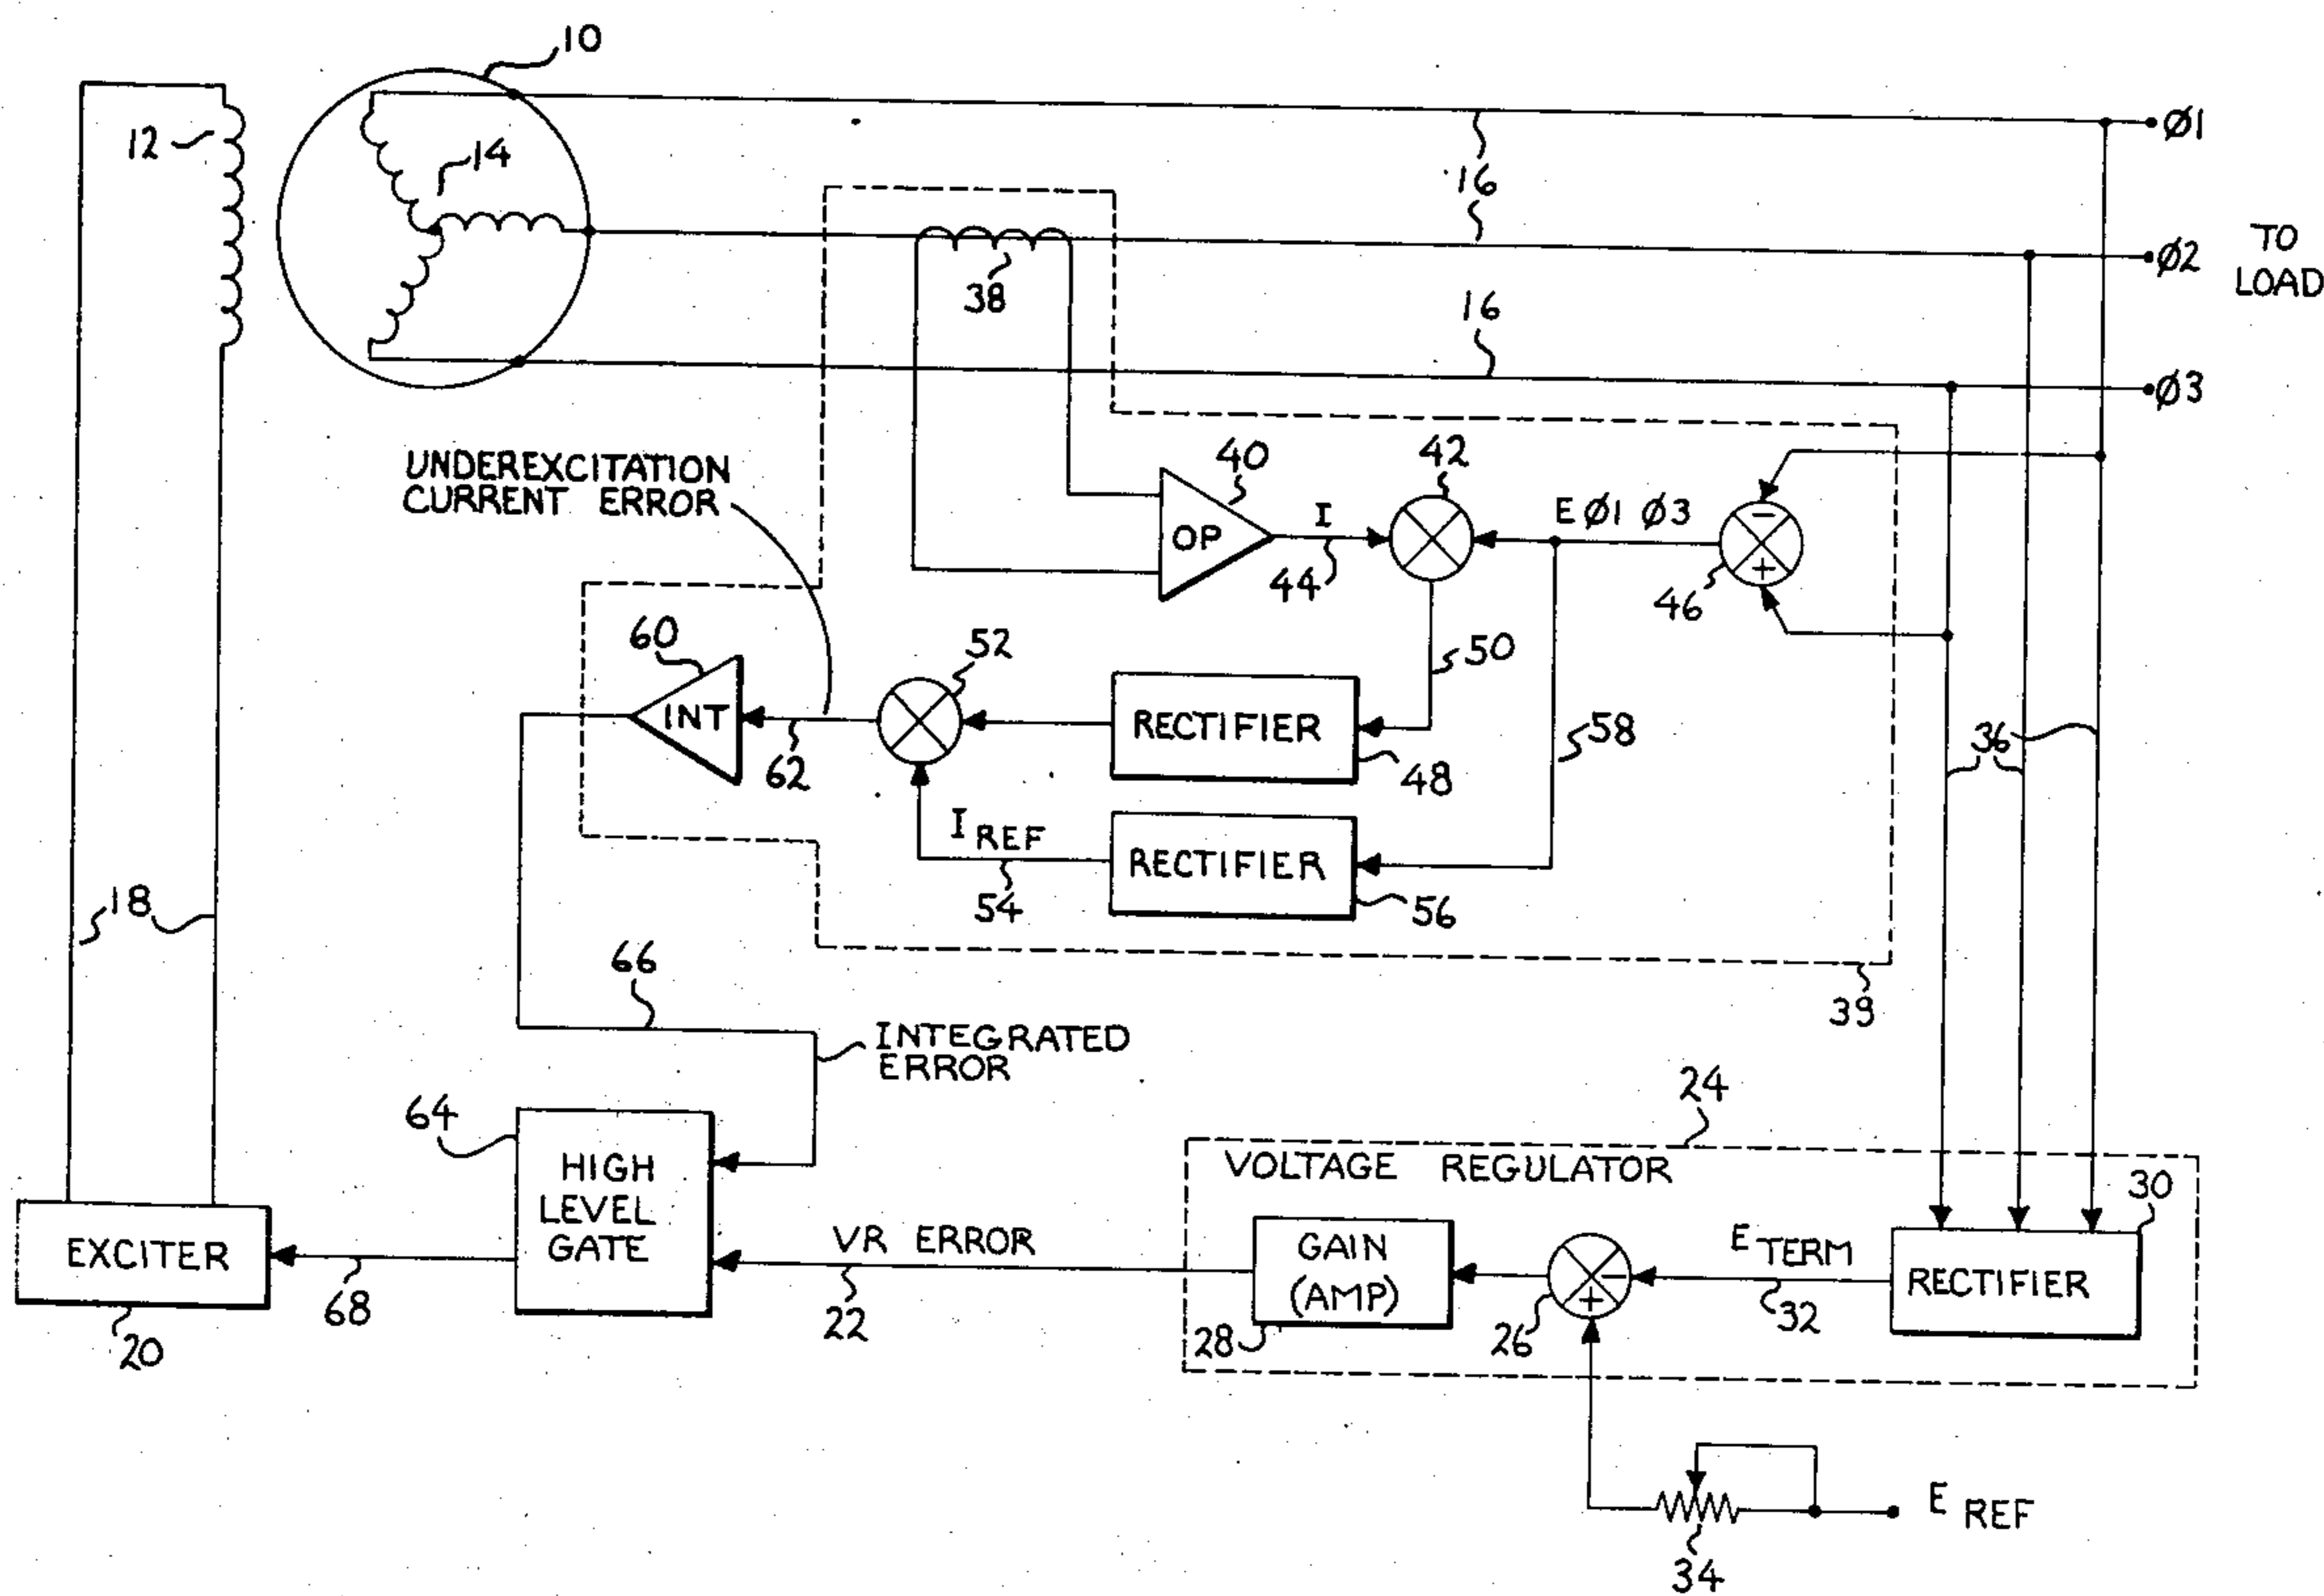 10
Ø1
12
14
16
Ø2
TO
LOAD
38
16
Ø3
UNDEREXCITATION
CURRENT ERROR
40
42
OP
I
E Ø1 Ø3
44
46
-
+
60
52
50
INT
RECTIFIER
58
36
62
48
I REF
RECTIFIER
54
56
18
66
39
INTEGRATED
ERROR
24
64
HIGH
LEVEL
GATE
VOLTAGE REGULATOR
30
EXCITER
VR ERROR
GAIN
(AMP)
-
+
E TERM
RECTIFIER
68
22
28
26
32
20
E REF
34